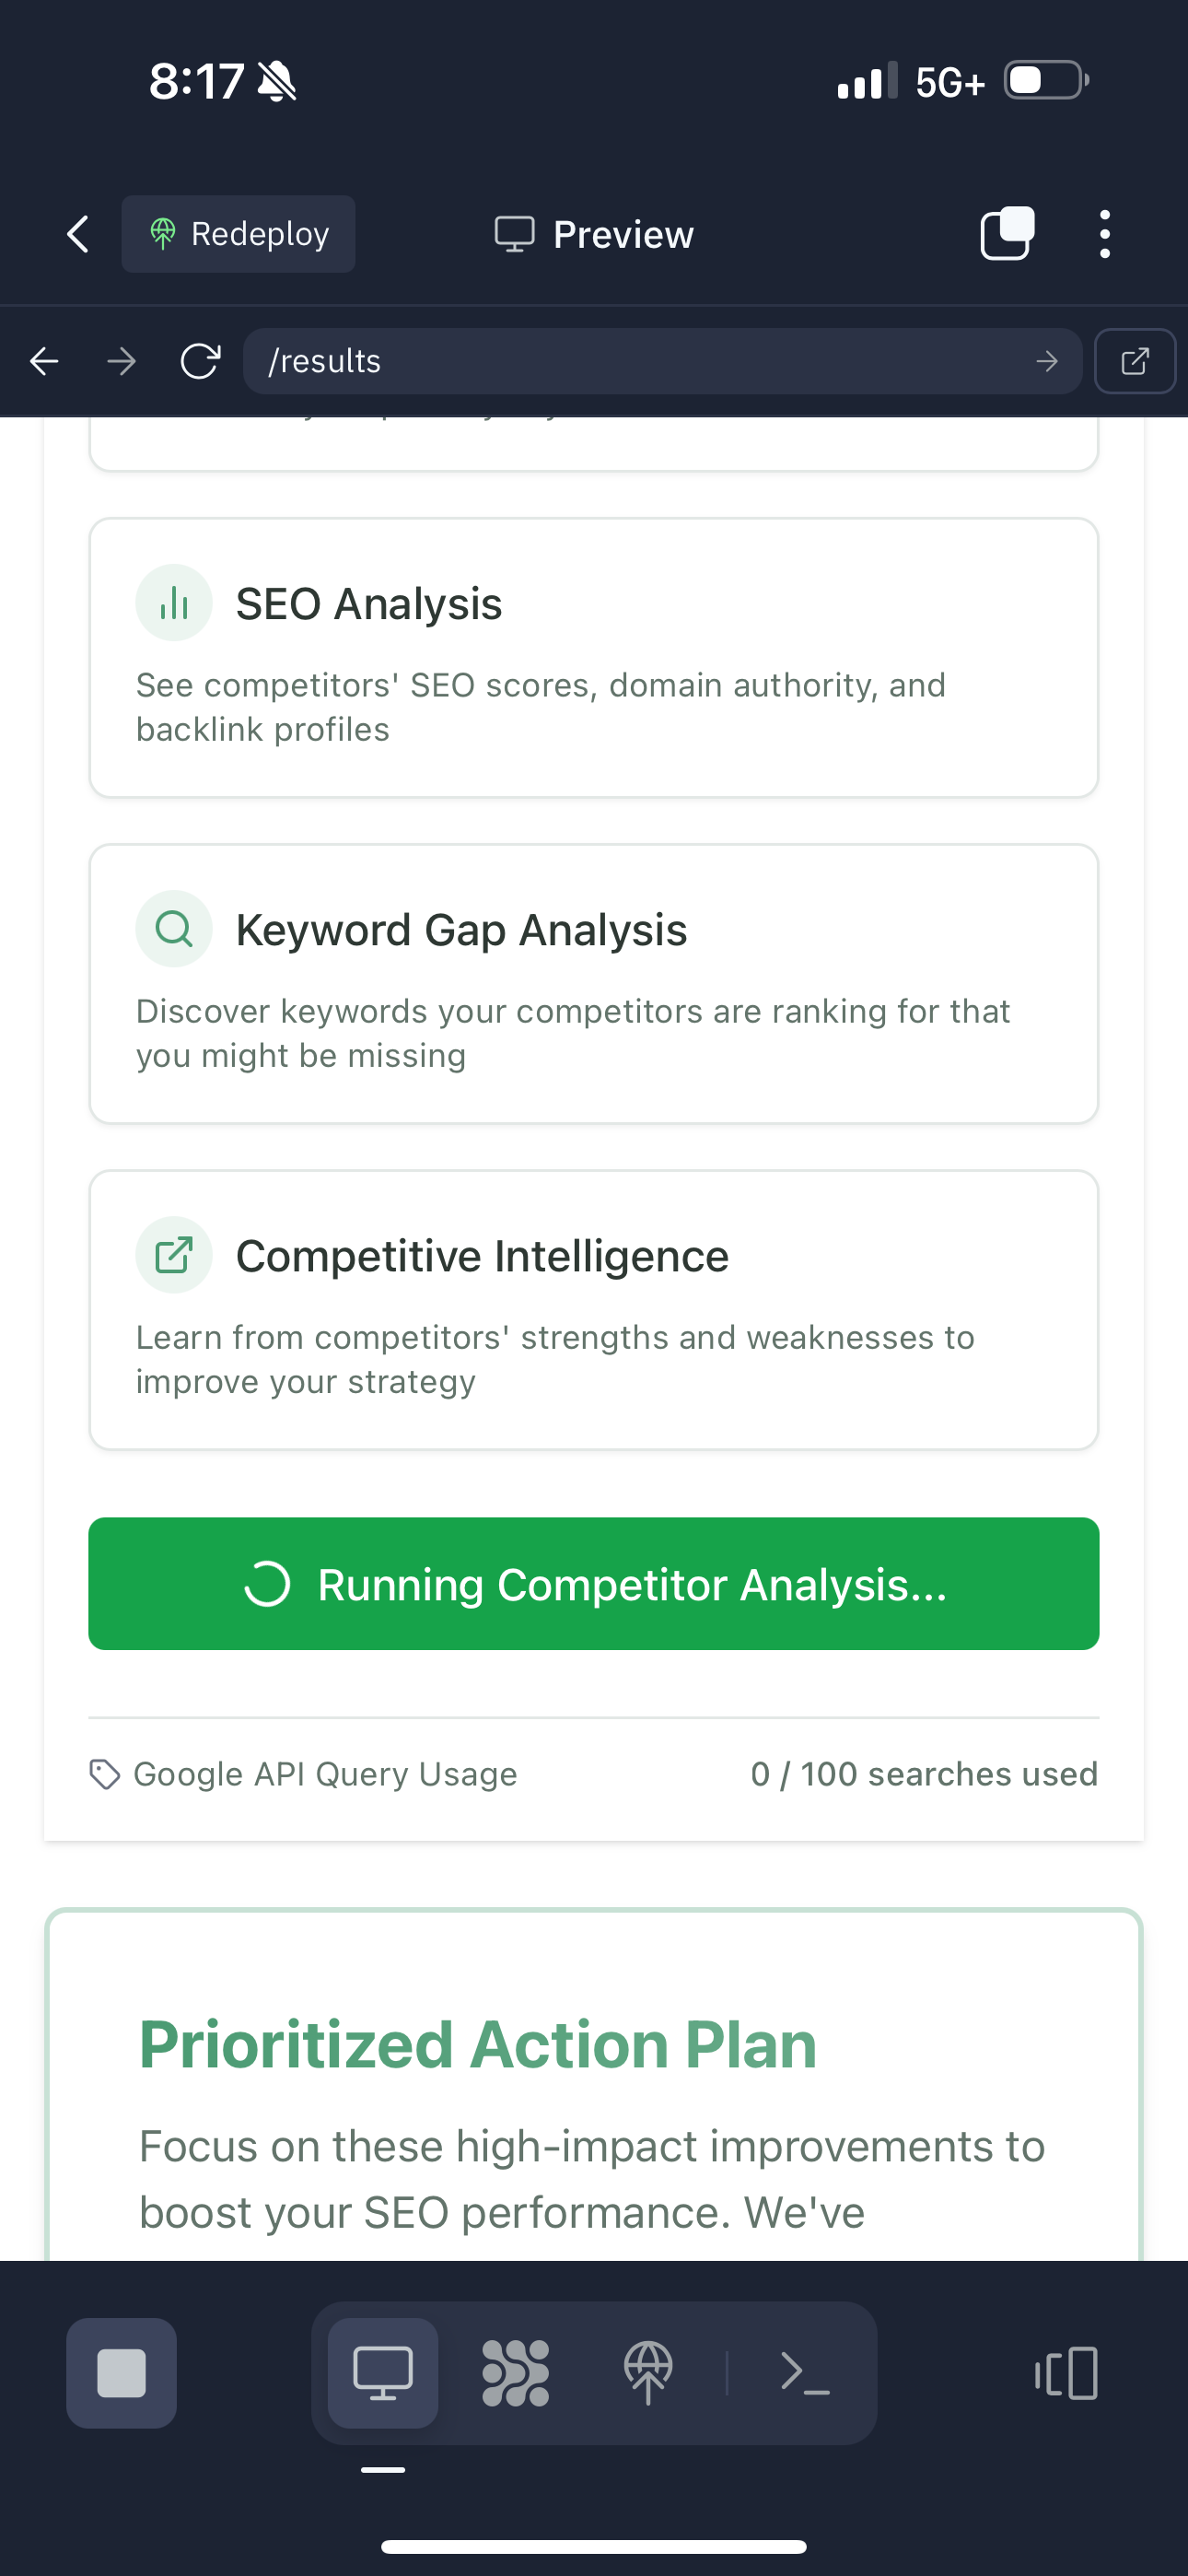 8:17
5G+
Redeploy
Preview
/results
SEO Analysis
See competitors' SEO scores, domain authority, and
backlink profiles
Keyword Gap Analysis
Discover keywords your competitors are ranking for that
you might be missing
Competitive Intelligence
Learn from competitors' strengths and weaknesses to
improve your strategy
Running Competitor Analysis...
Google API Query Usage
0 / 100 searches used
Prioritized Action Plan
Focus on these high-impact improvements to
boost your SEO performance. We've